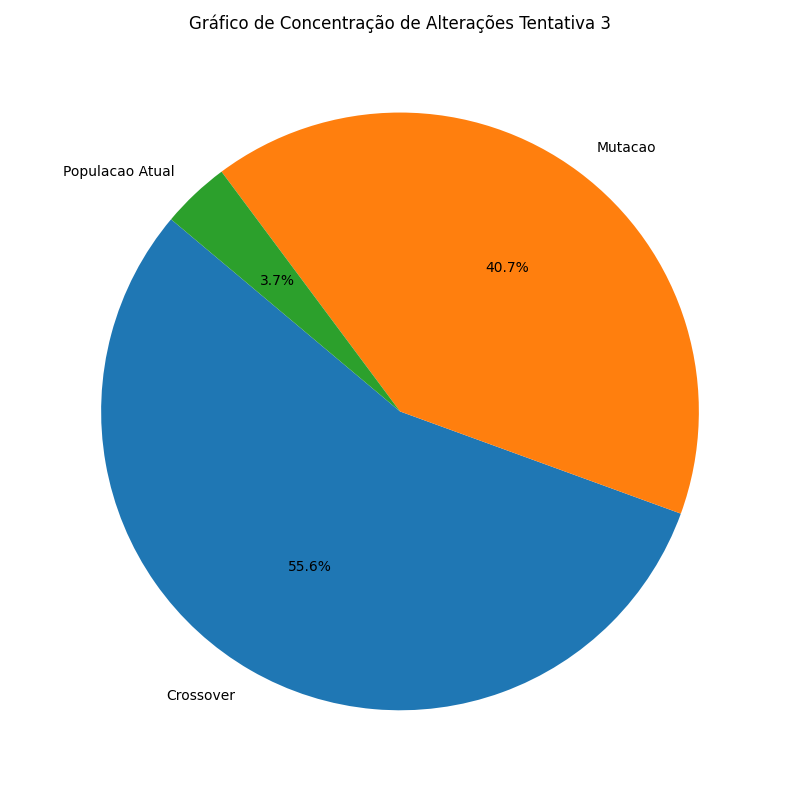 Gráfico de Concentração de Alterações Tentativa 3
Mutacao
Populacao Atual
40.7%
3.7%
55.6%
Crossover